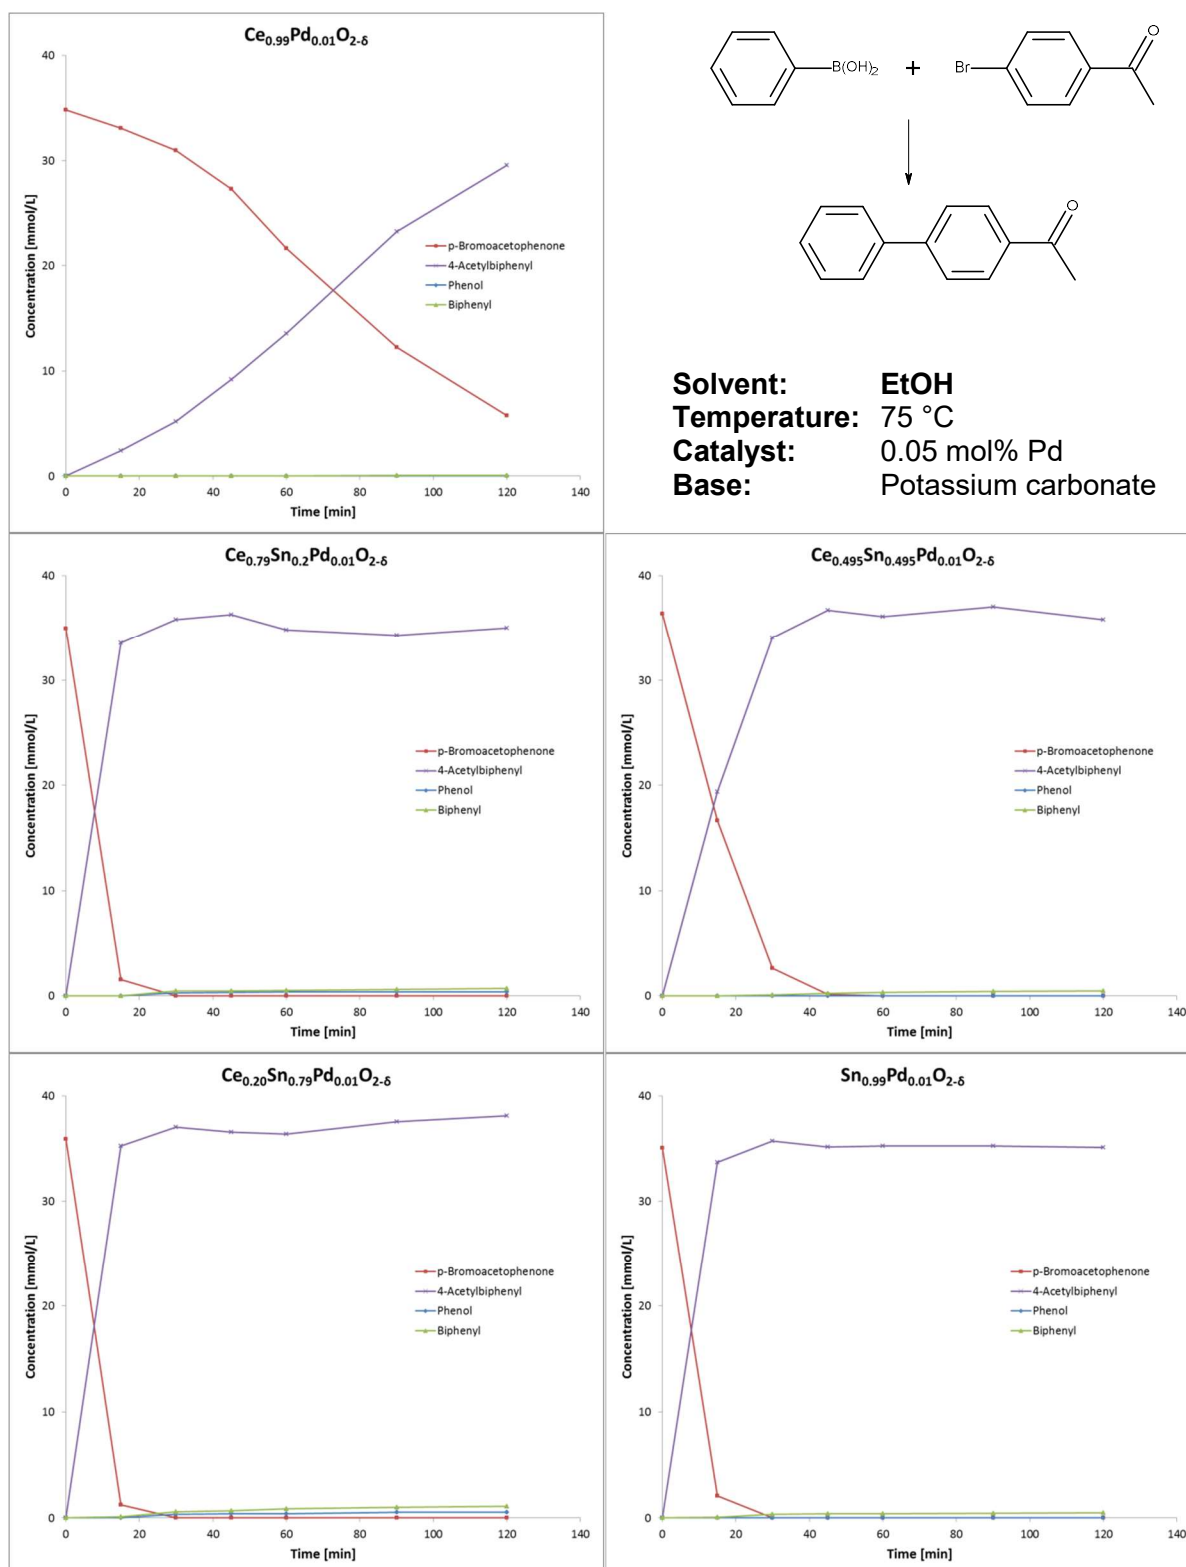 Ce0.99Pd0.01O2-δ
40
30
20
10
0
0 20 40 60 80 100 120 140
Concentration [mmol/L]
Time [min]
p-Bromoacetophenone
4-Acetylbiphenyl
Phenol
Biphenyl
B(OH)2 + Br O
O
Solvent: EtOH
Temperature: 75 °C
Catalyst: 0.05 mol% Pd
Base: Potassium carbonate
Ce0.79Sn0.2Pd0.01O2-δ
40
30
20
10
0
0 20 40 60 80 100 120 140
Concentration [mmol/L]
Time [min]
p-Bromoacetophenone
4-Acetylbiphenyl
Phenol
Biphenyl
Ce0.495Sn0.495Pd0.01O2-δ
40
30
20
10
0
0 20 40 60 80 100 120 140
Concentration [mmol/L]
Time [min]
p-Bromoacetophenone
4-Acetylbiphenyl
Phenol
Biphenyl
Ce0.20Sn0.79Pd0.01O2-δ
40
30
20
10
0
0 20 40 60 80 100 120 140
Concentration [mmol/L]
Time [min]
p-Bromoacetophenone
4-Acetylbiphenyl
Phenol
Biphenyl
Sn0.99Pd0.01O2-δ
40
30
20
10
0
0 20 40 60 80 100 120 140
Concentration [mmol/L]
Time [min]
p-Bromoacetophenone
4-Acetylbiphenyl
Phenol
Biphenyl